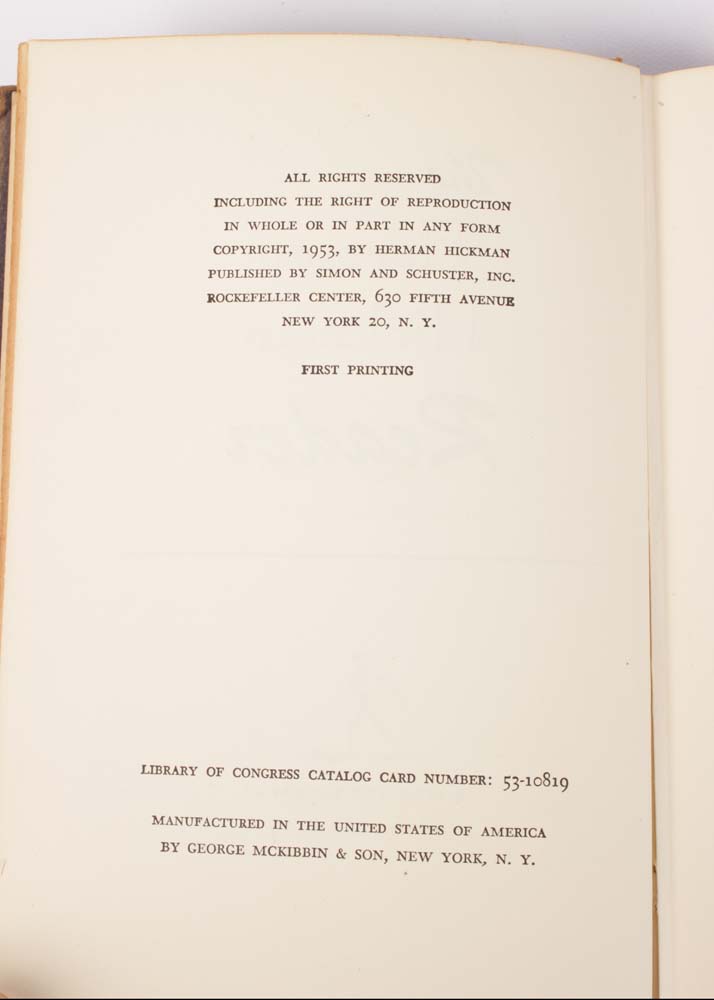 ALL RIGHTS RESERVED
INCLUDING THE RIGHT OF REPRODUCTION
IN WHOLE OR IN PART IN ANY FORM
COPYRIGHT, 1953, BY HERMAN HICKMAN
PUBLISHED BY SIMON AND SCHUSTER, INC.
ROCKEFELLER CENTER, 630 FIFTH AVENUE
NEW YORK 20, N. Y.
FIRST PRINTING
LIBRARY OF CONGRESS CATALOG CARD NUMBER: 53-10819
MANUFACTURED IN THE UNITED STATES OF AMERICA
BY GEORGE MCKIBBIN & SON, NEW YORK, N. Y.